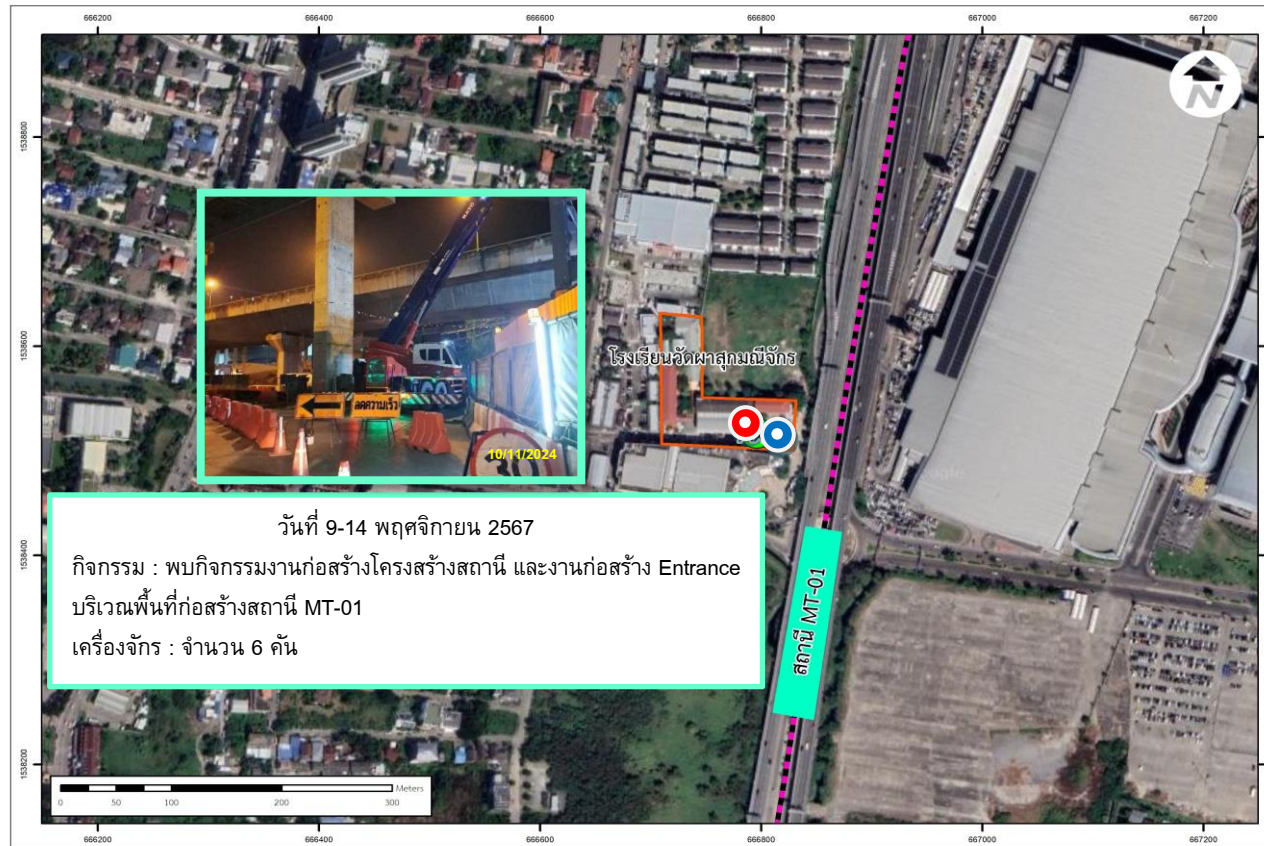 666200 666400 666600 666800 667000 667200
1538800
1538600
1538400
1538200
N
โรงเรียนวัดผาสุกมณีจักร
ลดความเร็ว
30
10/11/2024
วันที่ 9-14 พฤศจิกายน 2567
กิจกรรม : พบกิจกรรมงานก่อสร้างโครงสร้างสถานี และงานก่อสร้าง Entrance
บริเวณพื้นที่ก่อสร้างสถานี MT-01
เครื่องจักร : จำนวน 6 คัน
สถานี MT-01
Meters
0 50 100 200 300
666200 666400 666600 666800 667000 667200